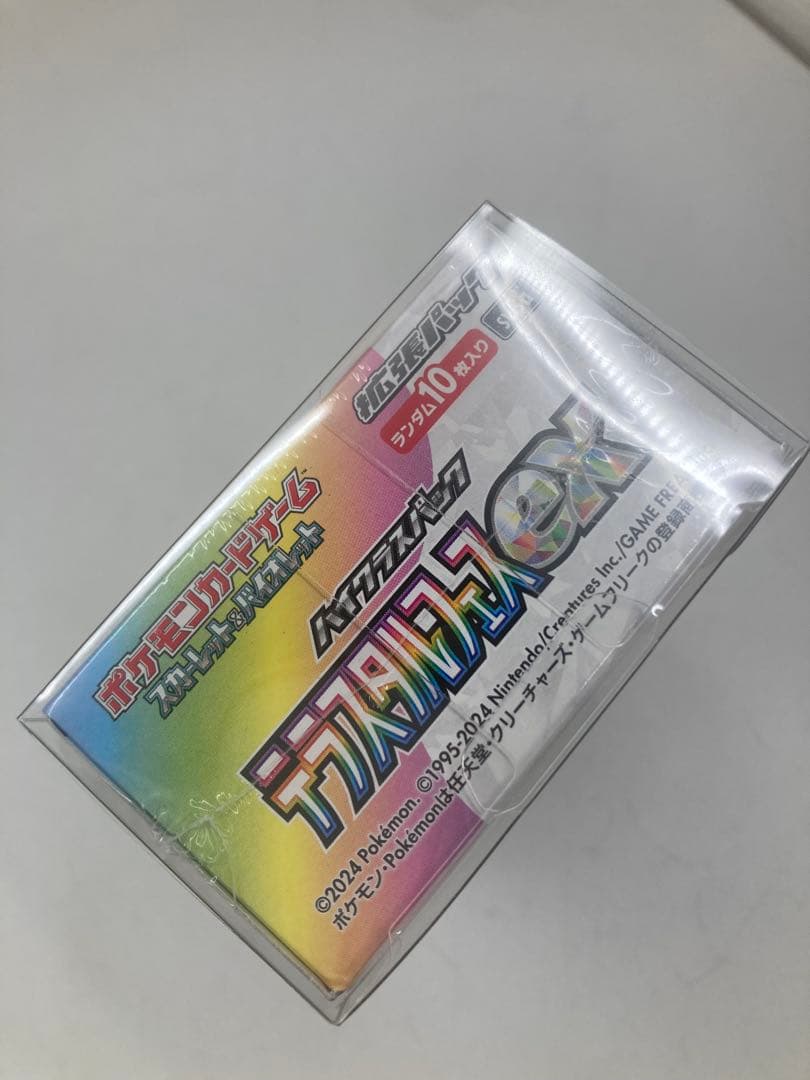 ポケモンカードゲーム
スカーレット&バイオレット
拡張パック
ランダム10枚入り
ハイクラスパック
テラスタルフェスex
©2024 Pokémon. ©1995-2024 Nintendo/Creatures Inc./GAME FREAK
ポケモン・Pokémonは任天堂・クリーチャーズ・ゲームフリークの登録商